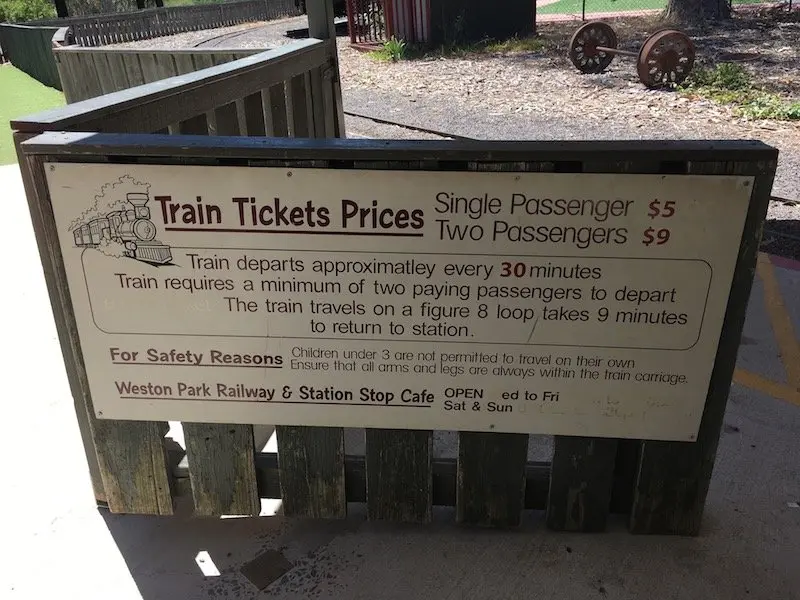 Train Tickets Prices
Single Passenger $5
Two Passengers $9
Train departs approximatley every 30 minutes
Train requires a minimum of two paying passengers to depart
The train travels on a figure 8 loop takes 9 minutes
to return to station.
For Safety Reasons
Children under 3 are not permitted to travel on their own
Ensure that all arms and legs are always within the train carriage.
Weston Park Railway & Station Stop Cafe
OPEN ed to Fri
Sat & Sun